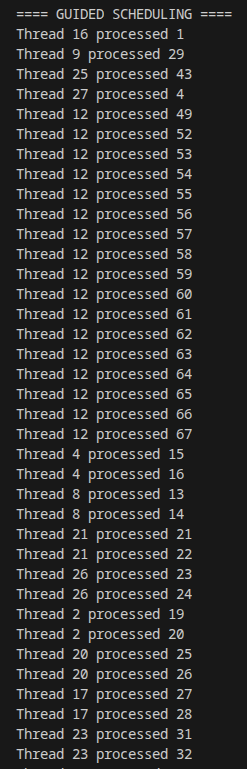 ==== GUIDED SCHEDULING ====
Thread 16 processed 1
Thread 9 processed 29
Thread 25 processed 43
Thread 27 processed 4
Thread 12 processed 49
Thread 12 processed 52
Thread 12 processed 53
Thread 12 processed 54
Thread 12 processed 55
Thread 12 processed 56
Thread 12 processed 57
Thread 12 processed 58
Thread 12 processed 59
Thread 12 processed 60
Thread 12 processed 61
Thread 12 processed 62
Thread 12 processed 63
Thread 12 processed 64
Thread 12 processed 65
Thread 12 processed 66
Thread 12 processed 67
Thread 4 processed 15
Thread 4 processed 16
Thread 8 processed 13
Thread 8 processed 14
Thread 21 processed 21
Thread 21 processed 22
Thread 26 processed 23
Thread 26 processed 24
Thread 2 processed 19
Thread 2 processed 20
Thread 20 processed 25
Thread 20 processed 26
Thread 17 processed 27
Thread 17 processed 28
Thread 23 processed 31
Thread 23 processed 32